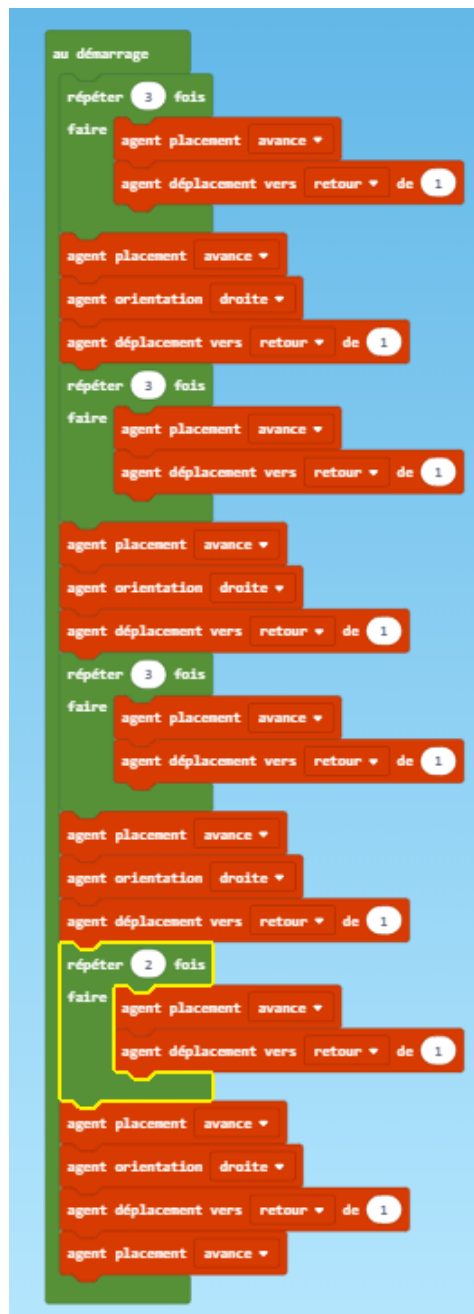 au démarrage
répéter 3 fois
faire
agent placement avance
agent déplacement vers retour de 1
agent placement avance
agent orientation droite
agent déplacement vers retour de 1
répéter 3 fois
faire
agent placement avance
agent déplacement vers retour de 1
agent placement avance
agent orientation droite
agent déplacement vers retour de 1
répéter 3 fois
faire
agent placement avance
agent déplacement vers retour de 1
agent placement avance
agent orientation droite
agent déplacement vers retour de 1
répéter 2 fois
faire
agent placement avance
agent déplacement vers retour de 1
agent placement avance
agent orientation droite
agent déplacement vers retour de 1
agent placement avance